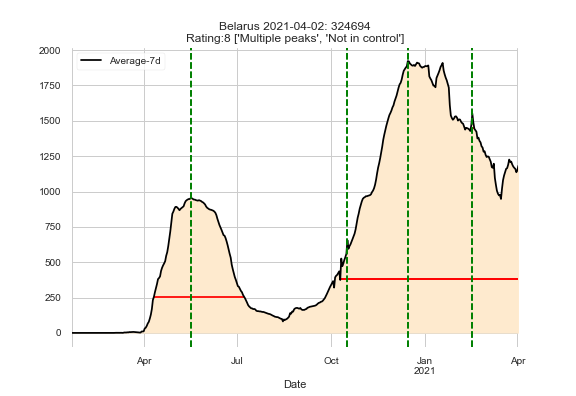 Belarus 2021-04-02: 324694
Rating:8 ['Multiple peaks', 'Not in control']
Average-7d
2000
1750
1500
1250
1000
750
500
250
0
Apr
Jul
Oct
Jan
2021
Apr
Date